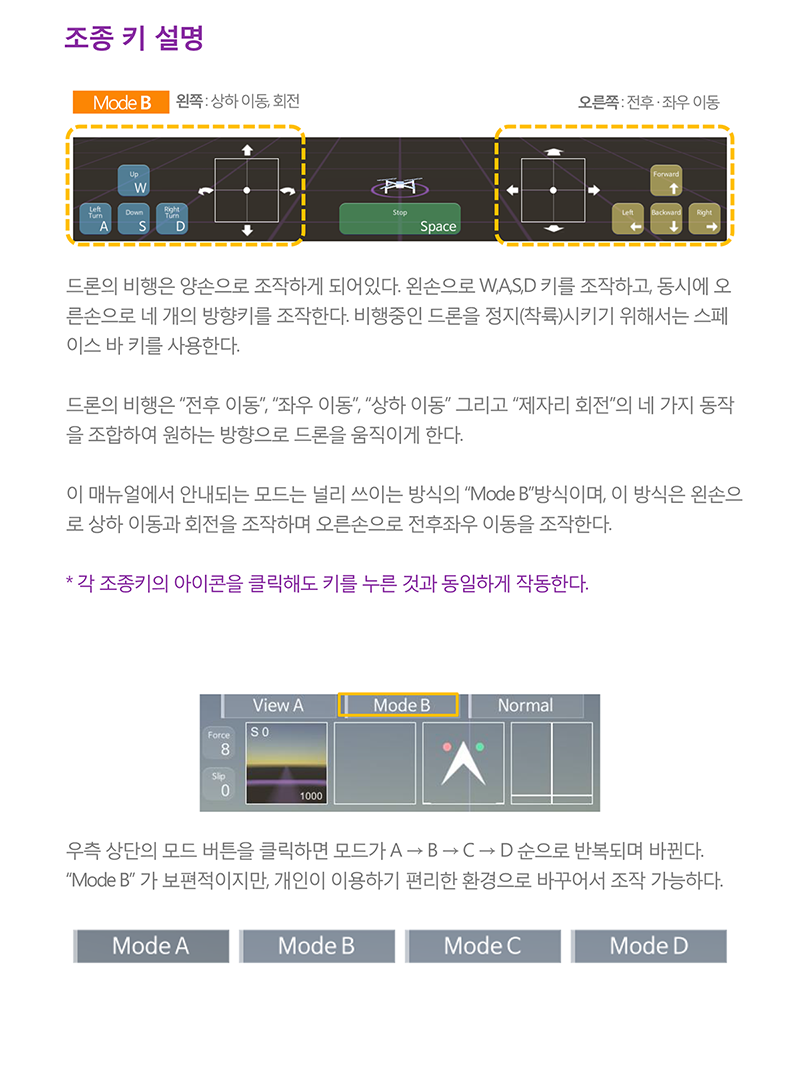 조종 키 설명
Mode B 왼쪽 : 상하 이동, 회전
오른쪽 : 전후 · 좌우 이동
Up
W
Left Turn
A
Down
S
Right Turn
D
Stop
Space
Forward
↑
Left
←
Backward
↓
Right
→
드론의 비행은 양손으로 조작하게 되어있다. 왼손으로 W,A,S,D 키를 조작하고, 동시에 오
른손으로 네 개의 방향키를 조작한다. 비행중인 드론을 정지(착륙)시키기 위해서는 스페
이스 바 키를 사용한다.
드론의 비행은 “전후 이동”, “좌우 이동”, “상하 이동” 그리고 “제자리 회전”의 네 가지 동작
을 조합하여 원하는 방향으로 드론을 움직이게 한다.
이 매뉴얼에서 안내되는 모드는 널리 쓰이는 방식의 “Mode B”방식이며, 이 방식은 왼손으
로 상하 이동과 회전을 조작하며 오른손으로 전후좌우 이동을 조작한다.
* 각 조종키의 아이콘을 클릭해도 키를 누른 것과 동일하게 작동한다.
View A
Mode B
Normal
Force
8
Slip
0
S 0
1000
우측 상단의 모드 버튼을 클릭하면 모드가 A → B → C → D 순으로 반복되며 바뀐다.
“Mode B” 가 보편적이지만, 개인이 이용하기 편리한 환경으로 바꾸어서 조작 가능하다.
Mode A
Mode B
Mode C
Mode D